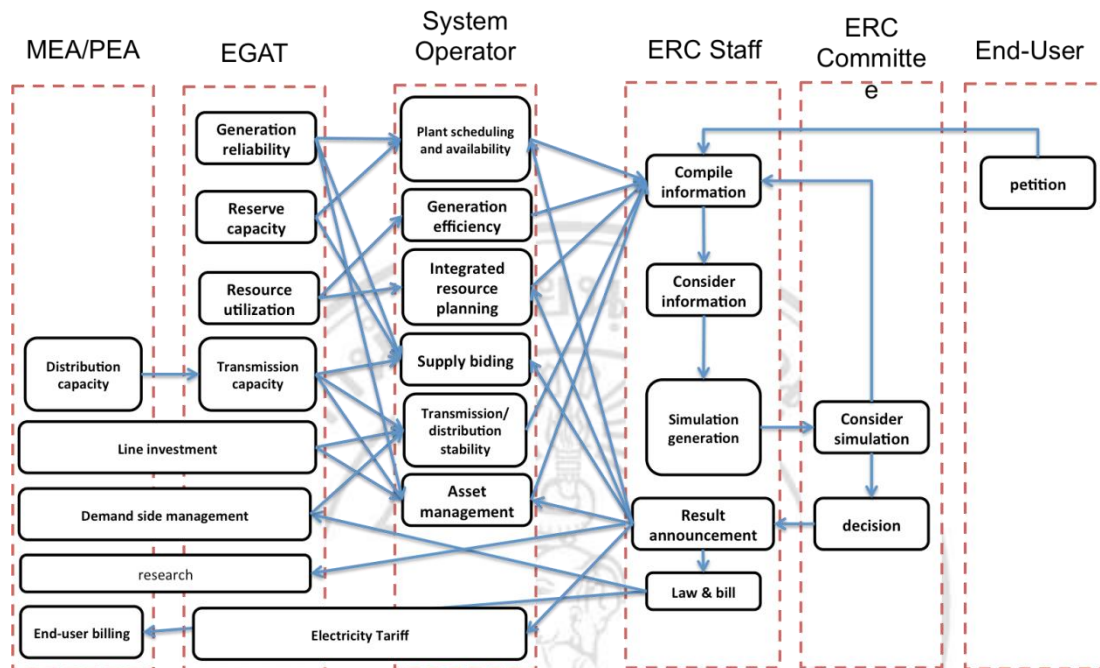 MEA/PEA
EGAT
System
Operator
ERC Staff
ERC
Committe
e
End-User
Generation
reliability
Plant scheduling
and availability
Compile
information
petition
Reserve
capacity
Generation
efficiency
Resource
utilization
Integrated
resource
planning
Consider
information
Distribution
capacity
Transmission
capacity
Supply biding
Line investment
Transmission/
distribution
stability
Simulation
generation
Consider
simulation
Demand side management
Asset
management
Result
announcement
decision
research
Law & bill
End-user billing
Electricity Tariff